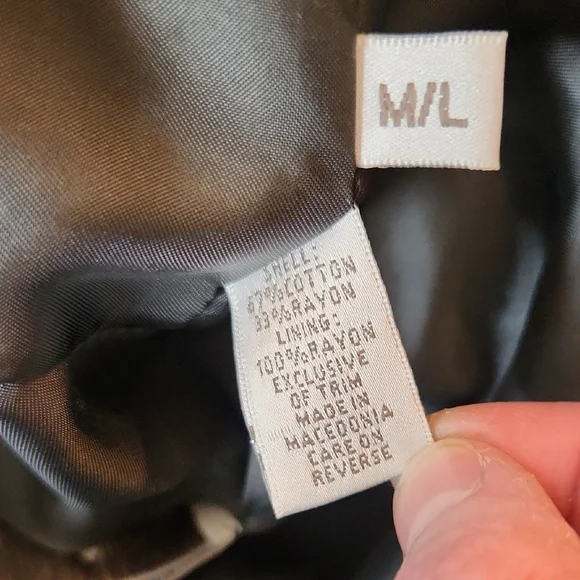 M/L
SHELL:
67%COTTON
33%RAYON
LINING:
100%RAYON
EXCLUSIVE
OF TRIM
MADE IN
MACEDONIA
CARE ON
REVERSE